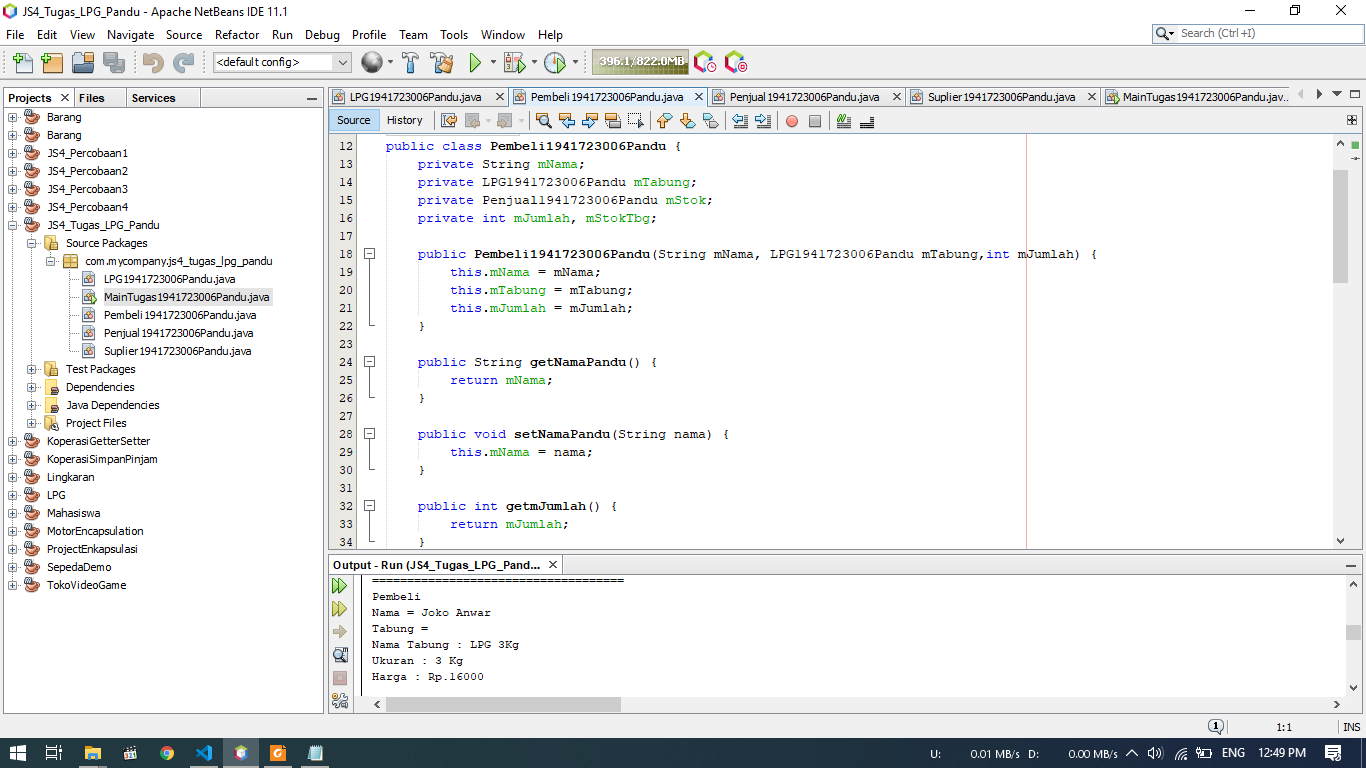 JS4_Tugas_LPG_Pandu - Apache NetBeans IDE 11.1
File Edit View Navigate Source Refactor Run Debug Profile Team Tools Window Help
Search (Ctrl+I)
<default config>
396.1/822.0MB
Projects Files Services
Barang
Barang
JS4_Percobaan1
JS4_Percobaan2
JS4_Percobaan3
JS4_Percobaan4
JS4_Tugas_LPG_Pandu
Source Packages
com.mycompany.js4_tugas_lpg_pandu
LPG1941723006Pandu.java
MainTugas1941723006Pandu.java
Pembeli1941723006Pandu.java
Penjual1941723006Pandu.java
Suplier1941723006Pandu.java
Test Packages
Dependencies
Java Dependencies
Project Files
KoperasiGetterSetter
KoperasiSimpanPinjam
Lingkaran
LPG
Mahasiswa
MotorEncapsulation
ProjectEnkapsulasi
SepedaDemo
TokoVideoGame
LPG1941723006Pandu.java Pembeli1941723006Pandu.java Penjual1941723006Pandu.java Suplier1941723006Pandu.java MainTugas1941723006Pandu.jav...
Source History
12 public class Pembeli1941723006Pandu {
13 private String mNama;
14 private LPG1941723006Pandu mTabung;
15 private Penjual1941723006Pandu mStok;
16 private int mJumlah, mStokTbg;
17
18 public Pembeli1941723006Pandu(String mNama, LPG1941723006Pandu mTabung,int mJumlah) {
19 this.mNama = mNama;
20 this.mTabung = mTabung;
21 this.mJumlah = mJumlah;
22 }
23
24 public String getNamaPandu() {
25 return mNama;
26 }
27
28 public void setNamaPandu(String nama) {
29 this.mNama = nama;
30 }
31
32 public int getmJumlah() {
33 return mJumlah;
34 }
Output - Run (JS4_Tugas_LPG_Pand...
====================================
Pembeli
Nama = Joko Anwar
Tabung =
Nama Tabung : LPG 3Kg
Ukuran : 3 Kg
Harga : Rp.16000
1 1:1 INS
U: 0.01 MB/s D: 0.00 MB/s ENG 12:49 PM